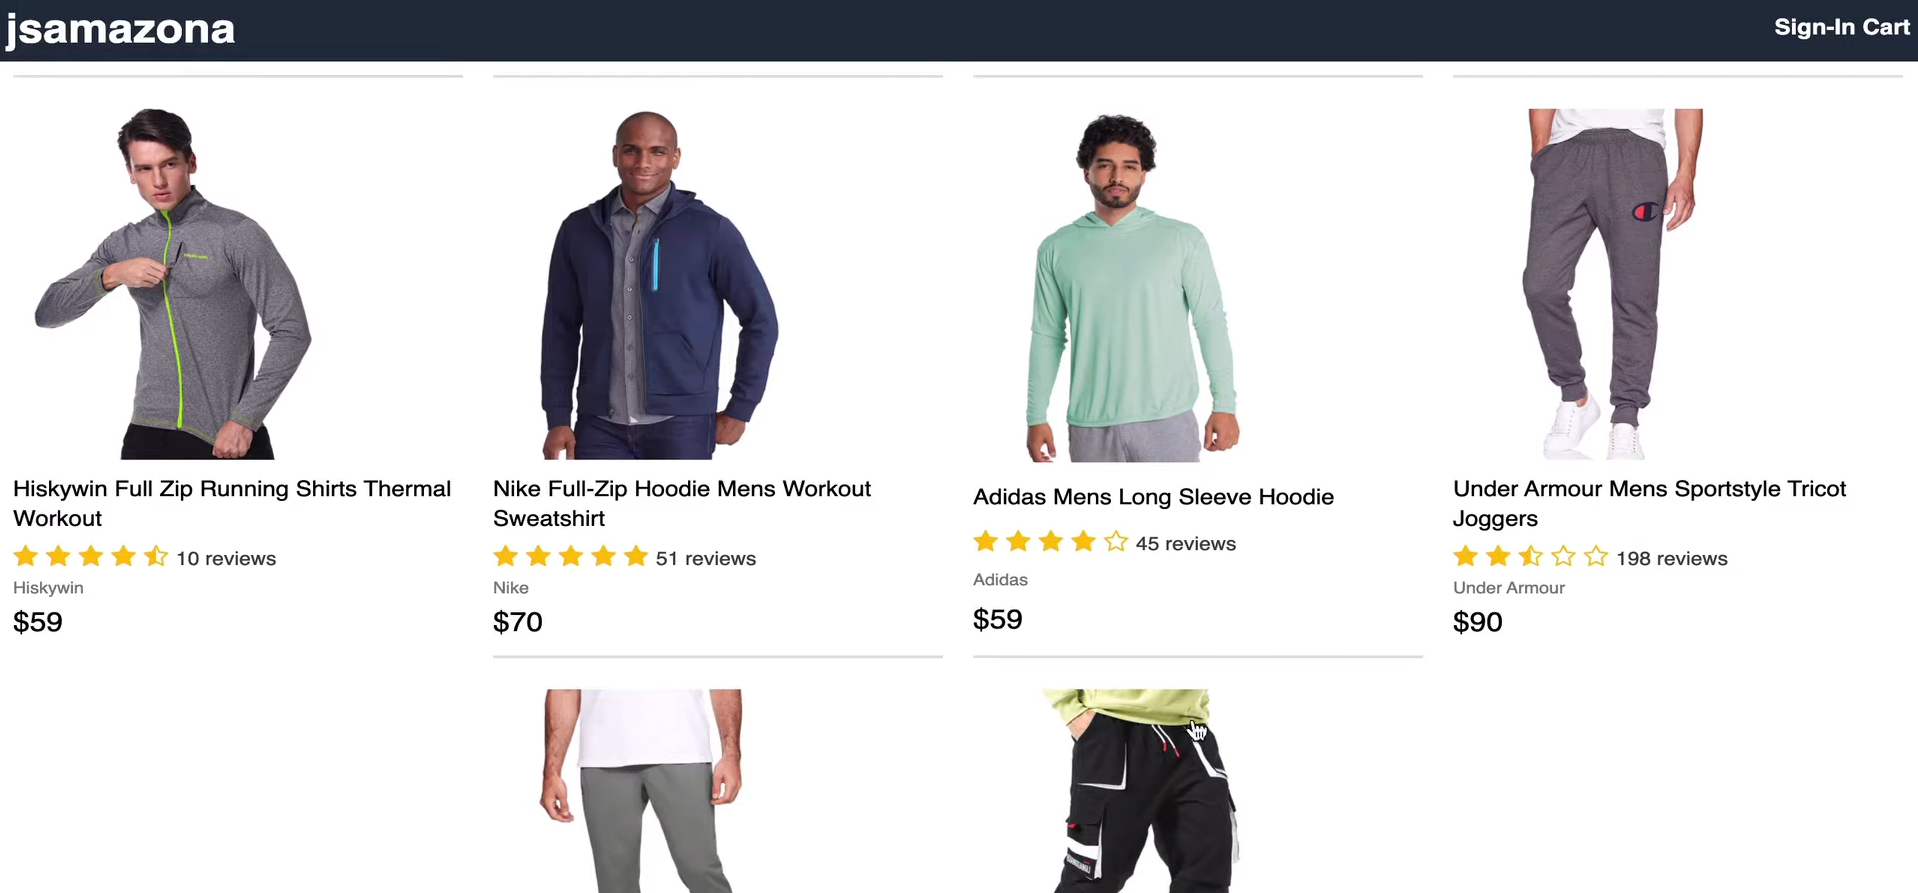 jsamazona
Sign-In Cart
Hiskywin Full Zip Running Shirts Thermal
Workout
10 reviews
Hiskywin
$59
Nike Full-Zip Hoodie Mens Workout
Sweatshirt
51 reviews
Nike
$70
Adidas Mens Long Sleeve Hoodie
45 reviews
Adidas
$59
Under Armour Mens Sportstyle Tricot
Joggers
198 reviews
Under Armour
$90